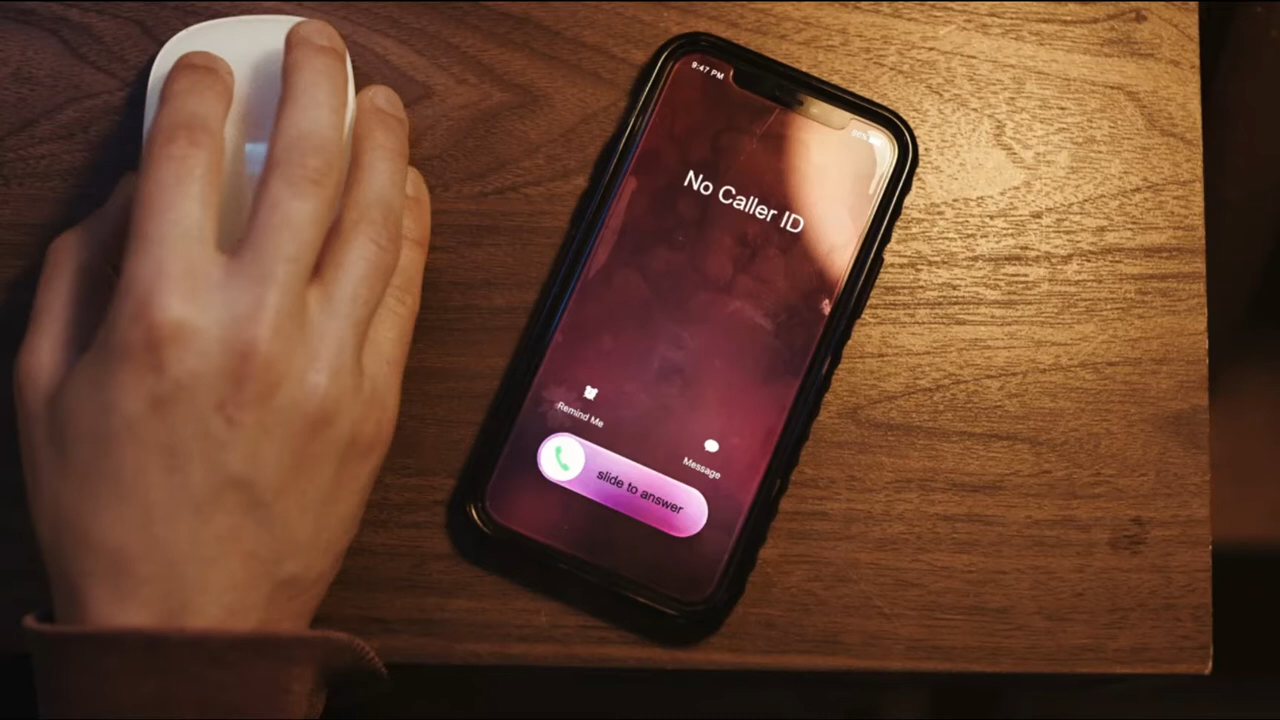 9:47 PM
No Caller ID
Remind Me
Message
slide to answer